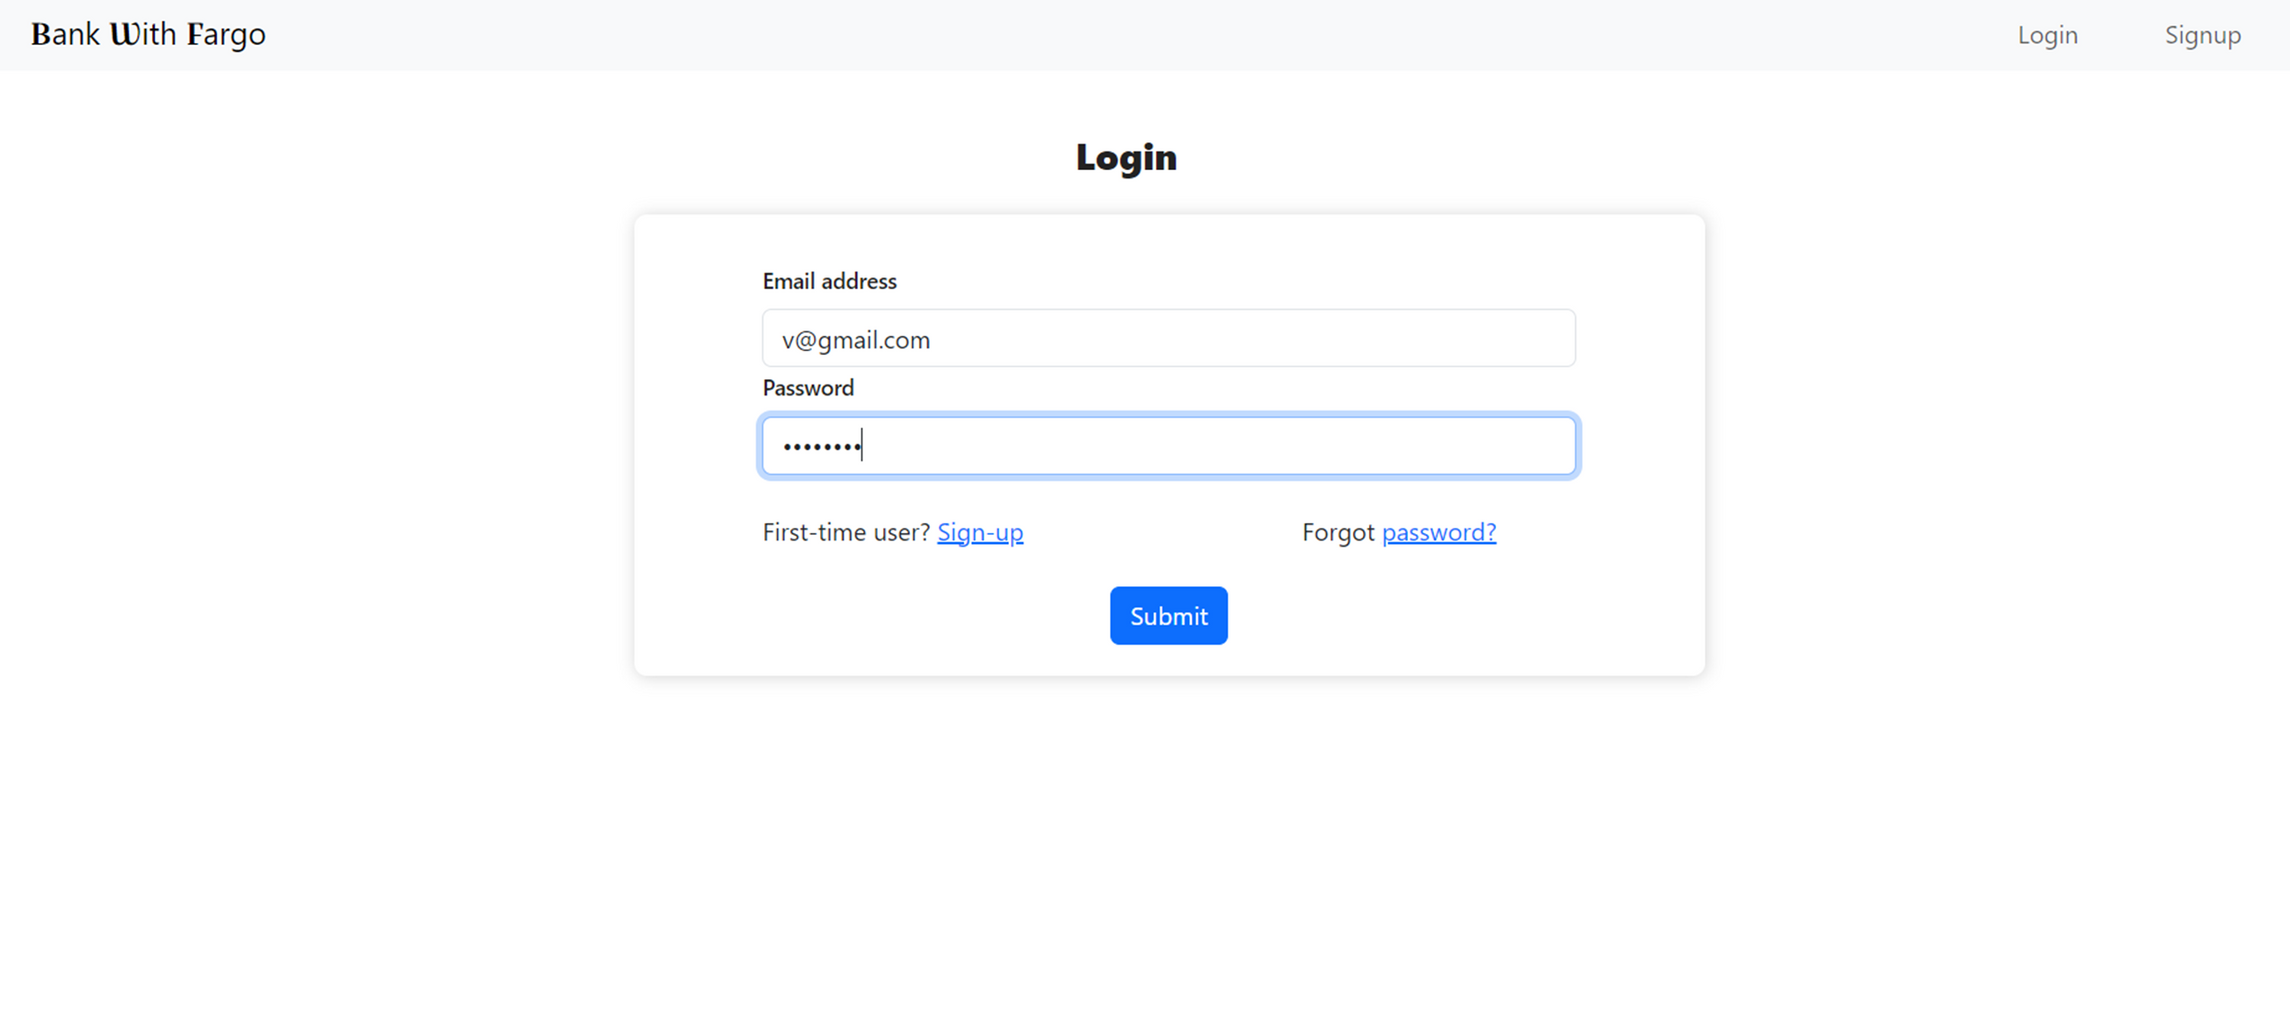 Bank With Fargo Login Signup
Login
Email address
v@gmail.com
Password
••••••••
First-time user? Sign-up Forgot password?
Submit